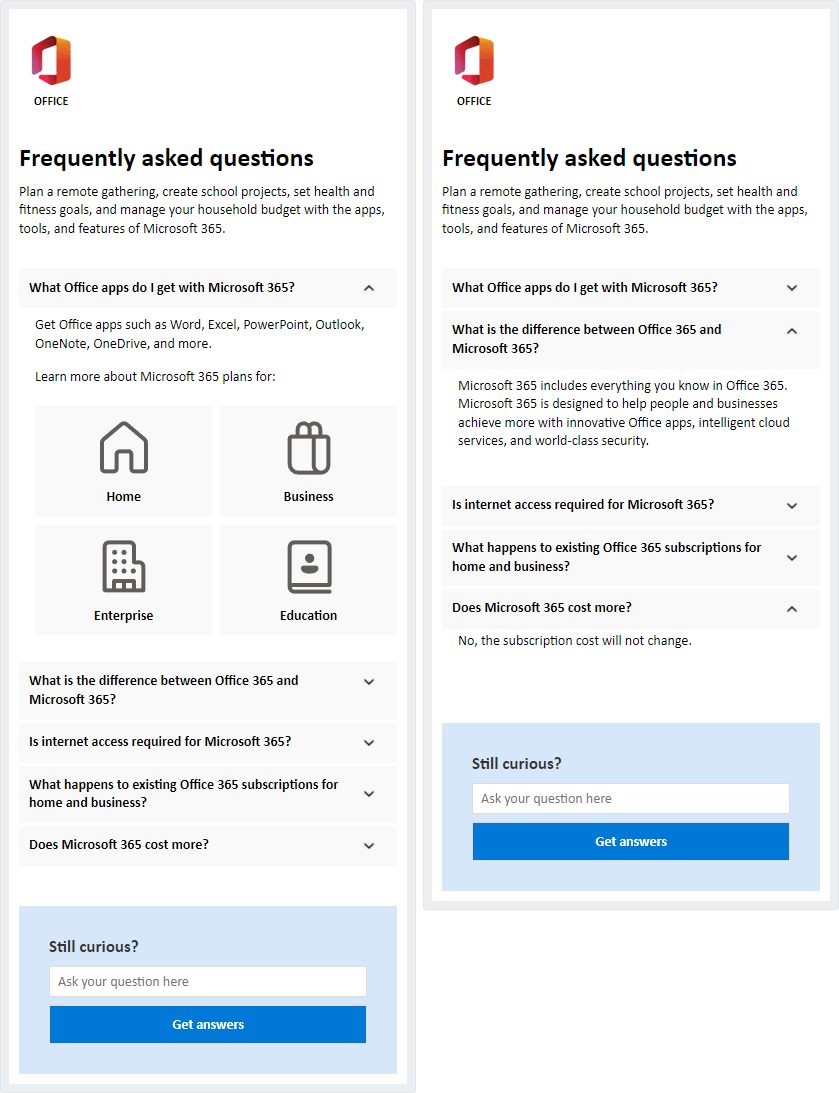 OFFICE
Frequently asked questions
Plan a remote gathering, create school projects, set health and
fitness goals, and manage your household budget with the apps,
tools, and features of Microsoft 365.
What Office apps do I get with Microsoft 365?
Get Office apps such as Word, Excel, PowerPoint, Outlook,
OneNote, OneDrive, and more.
Learn more about Microsoft 365 plans for:
Home
Business
Enterprise
Education
What is the difference between Office 365 and
Microsoft 365?
Is internet access required for Microsoft 365?
What happens to existing Office 365 subscriptions for
home and business?
Does Microsoft 365 cost more?
Still curious?
Ask your question here
Get answers
OFFICE
Frequently asked questions
Plan a remote gathering, create school projects, set health and
fitness goals, and manage your household budget with the apps,
tools, and features of Microsoft 365.
What Office apps do I get with Microsoft 365?
What is the difference between Office 365 and
Microsoft 365?
Microsoft 365 includes everything you know in Office 365.
Microsoft 365 is designed to help people and businesses
achieve more with innovative Office apps, intelligent cloud
services, and world-class security.
Is internet access required for Microsoft 365?
What happens to existing Office 365 subscriptions for
home and business?
Does Microsoft 365 cost more?
No, the subscription cost will not change.
Still curious?
Ask your question here
Get answers